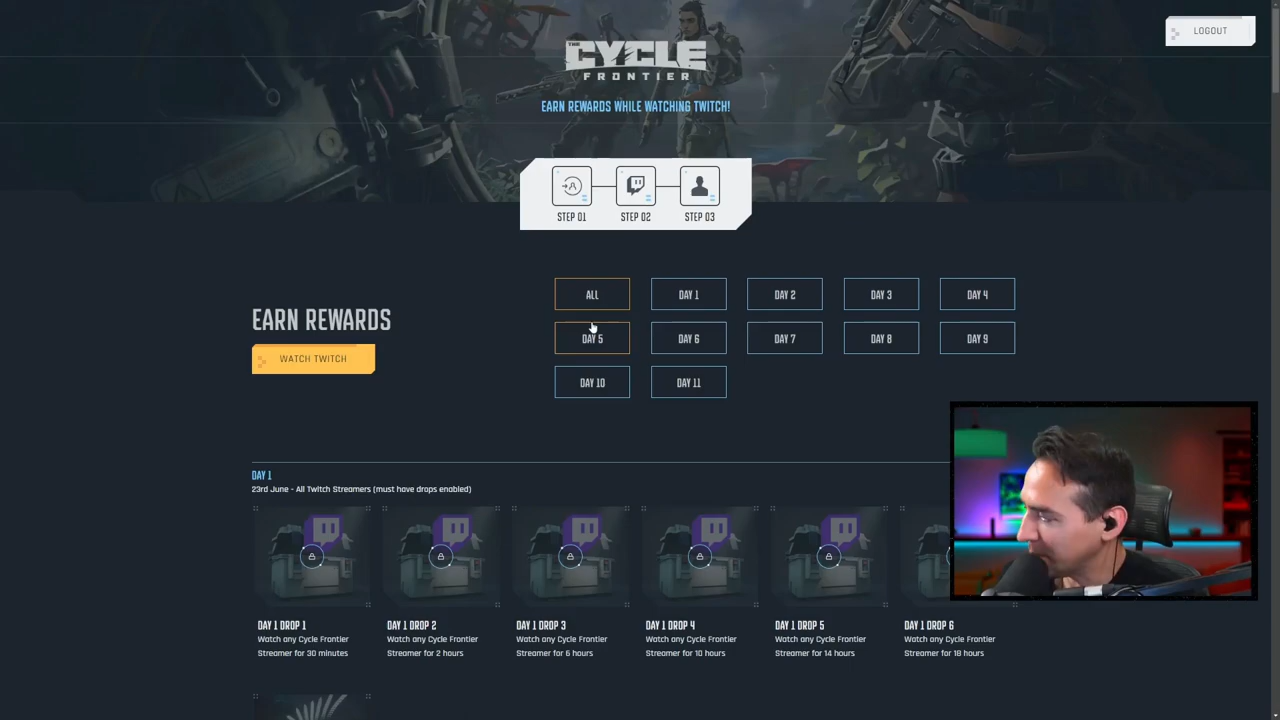 LOGOUT
THE
CYCLE
FRONTIER
EARN REWARDS WHILE WATCHING TWITCH!
STEP 01
STEP 02
STEP 03
EARN REWARDS
WATCH TWITCH
ALL
DAY 1
DAY 2
DAY 3
DAY 4
DAY 5
DAY 6
DAY 7
DAY 8
DAY 9
DAY 10
DAY 11
DAY 1
23rd June - All Twitch Streamers (must have drops enabled)
DAY 1 DROP 1
Watch any Cycle Frontier
Streamer for 30 minutes
DAY 1 DROP 2
Watch any Cycle Frontier
Streamer for 2 hours
DAY 1 DROP 3
Watch any Cycle Frontier
Streamer for 6 hours
DAY 1 DROP 4
Watch any Cycle Frontier
Streamer for 10 hours
DAY 1 DROP 5
Watch any Cycle Frontier
Streamer for 14 hours
DAY 1 DROP 6
Watch any Cycle Frontier
Streamer for 18 hours